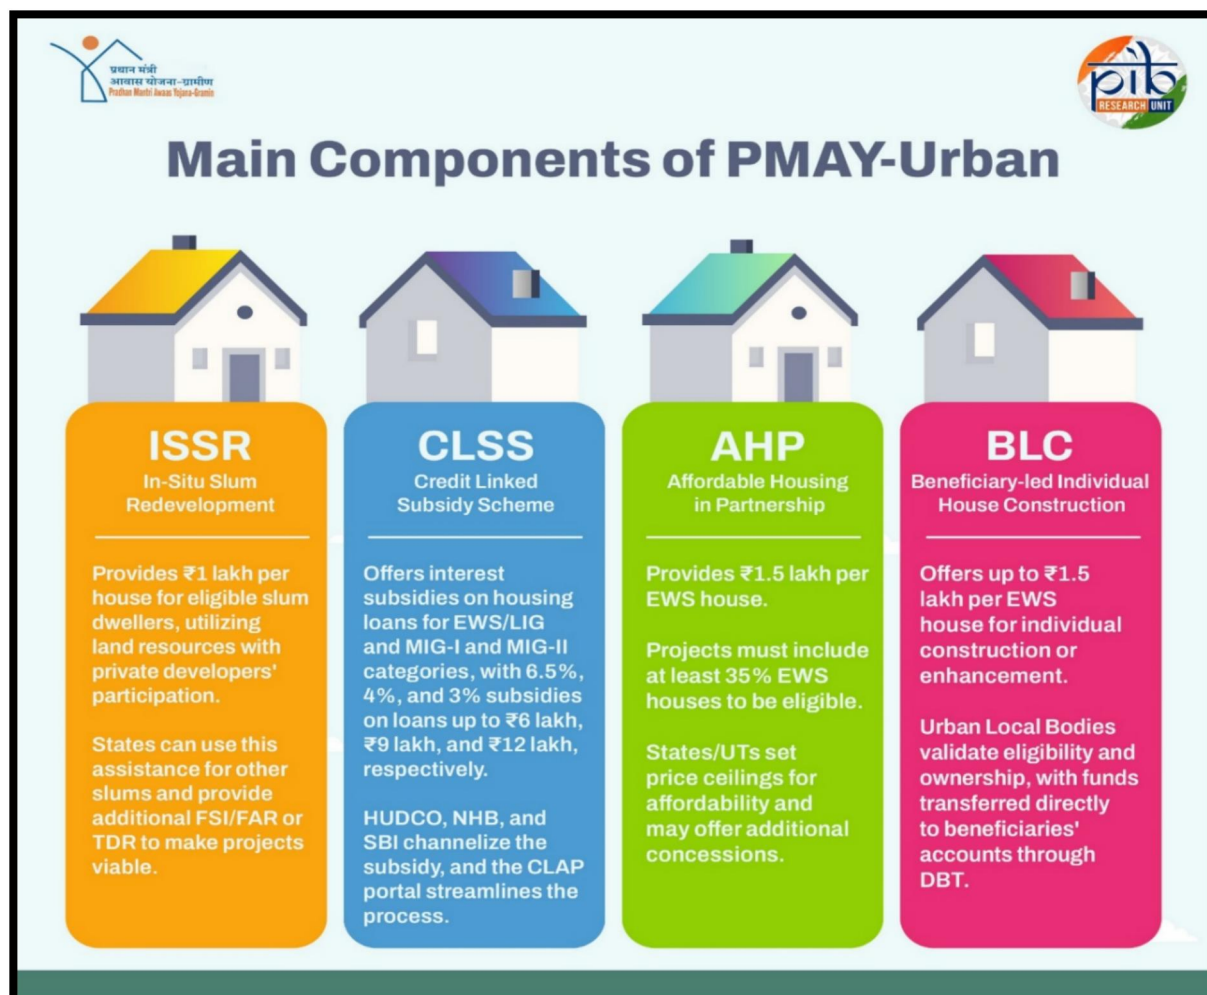 प्रधान मंत्री
आवास योजना-ग्रामीण
Pradhan Mantri Awaas Yojana-Gramin
pib
RESEARCH UNIT
Main Components of PMAY-Urban
ISSR
In-Situ Slum
Redevelopment
Provides ₹1 lakh per
house for eligible slum
dwellers, utilizing
land resources with
private developers'
participation.
States can use this
assistance for other
slums and provide
additional FSI/FAR or
TDR to make projects
viable.
CLSS
Credit Linked
Subsidy Scheme
Offers interest
subsidies on housing
loans for EWS/LIG
and MIG-I and MIG-II
categories, with 6.5%,
4%, and 3% subsidies
on loans up to ₹6 lakh,
₹9 lakh, and ₹12 lakh,
respectively.
HUDCO, NHB, and
SBI channelize the
subsidy, and the CLAP
portal streamlines the
process.
AHP
Affordable Housing
in Partnership
Provides ₹1.5 lakh per
EWS house.
Projects must include
at least 35% EWS
houses to be eligible.
States/UTs set
price ceilings for
affordability and
may offer additional
concessions.
BLC
Beneficiary-led Individual
House Construction
Offers up to ₹1.5
lakh per EWS
house for individual
construction or
enhancement.
Urban Local Bodies
validate eligibility and
ownership, with funds
transferred directly
to beneficiaries'
accounts through
DBT.